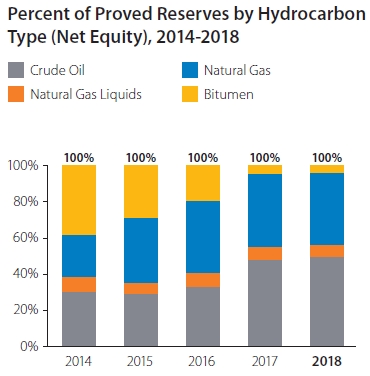 Percent of Proved Reserves by Hydrocarbon
Type (Net Equity), 2014-2018
Crude Oil
Natural Gas
Natural Gas Liquids
Bitumen
100% 100% 100% 100% 100%
100%
80%
60%
40%
20%
0%
2014 2015 2016 2017 2018